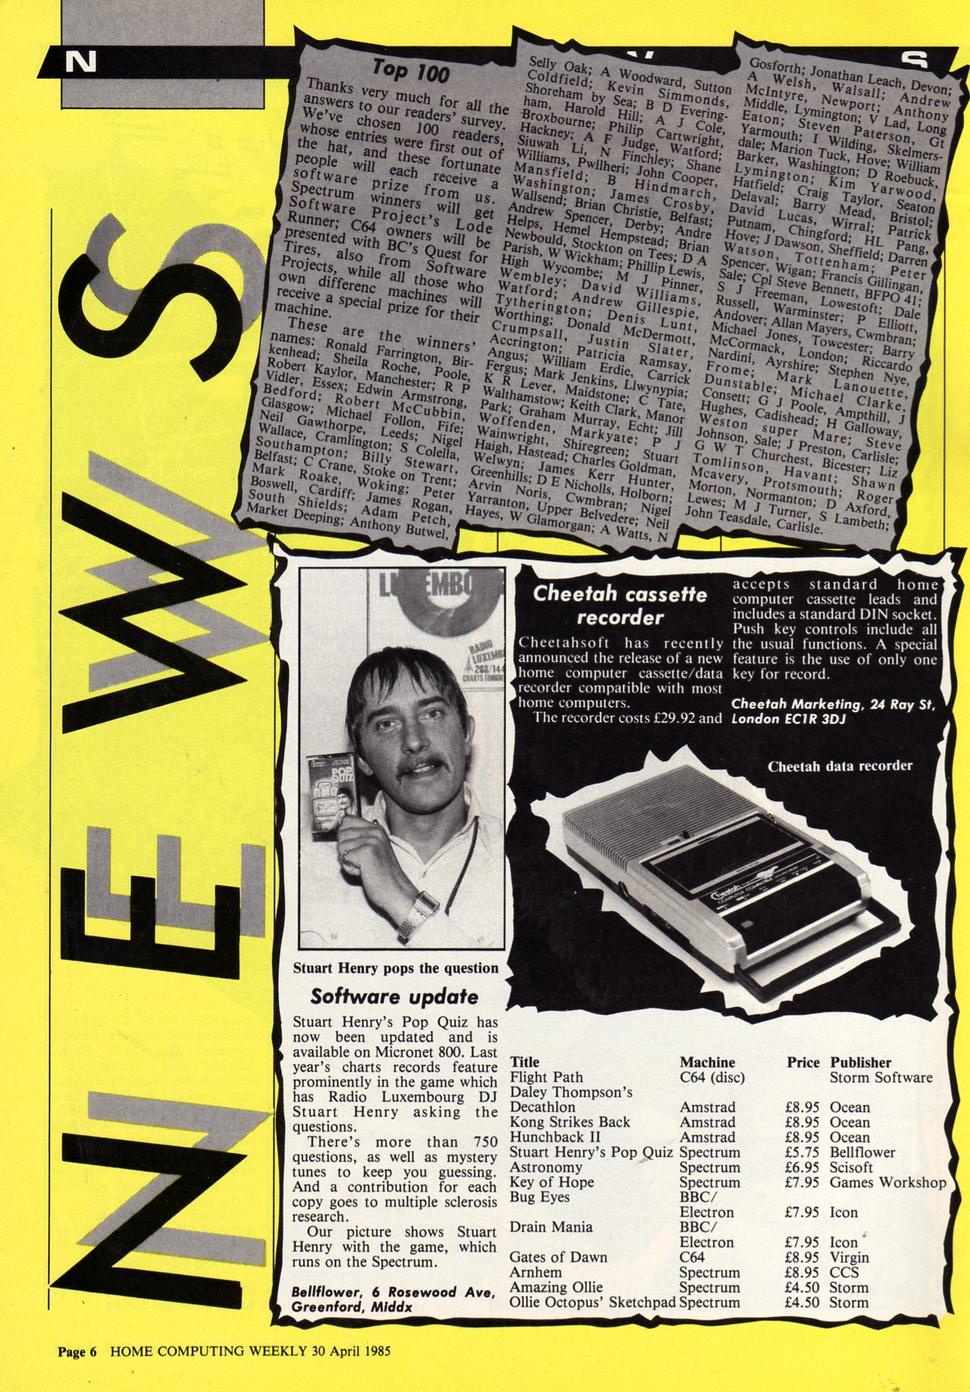 N W S
NEWS
Top 100
Thanks very much for all the
answers to our readers' survey.
We've chosen 100 readers,
whose entries were first out of
the hat, and these fortunate
people will each receive a
software prize from us.
Spectrum winners will get
Software Project's Lode
Runner; C64 owners will be
presented with BC's Quest for
Tires, also from Software
Projects, while all those who
own differenc machines will
receive a special prize for their
machine.
These are the winners'
names: Ronald Farrington, Bir-
kenhead; Sheila Roche, Poole,
Robert Kaylor, Manchester; R P
Vidler, Essex; Edwin Armstrong,
Bedford; Robert McCubbin,
Glasgow; Michael Follon, Fife;
Neil Gawthorpe, Leeds; Nigel
Wallace, Cramlington; S Colella,
Southampton; Billy Stewart,
Belfast; C Crane, Stoke on Trent;
Mark Roake, Woking; Peter
Boswell, Cardiff; James Rogan,
South Shields; Adam Petch,
Market Deeping; Anthony Butwel,
Selly Oak; A Woodward, Sutton
Coldfield; Kevin Simmonds,
Shoreham by Sea; B D Evering-
ham, Harold Hill; A J Cole,
Broxbourne; Philip Cartwright,
Hackney; A F Judge, Watford;
Siuwah Li, N Finchley; Shane
Williams, Pwllheri; John Cooper,
Mansfield; B Hindmarch,
Washington; James Crosby,
Wallsend; Brian Christie, Belfast;
Andrew Spencer, Derby; Andre
Helps, Hemel Hempstead; Brian
Newbould, Stockton on Tees; D A
Parish, W Wickham; Phillip Lewis,
High Wycombe; M J Pinner,
Wembley; David Williams,
Watford; Andrew Gillespie,
Tytherington; Denis Lunt,
Worthing; Donald McDermott,
Crumpsall, Justin Slater,
Accrington; Patricia Ramsay,
Angus; William Erdie, Carrick
Fergus; Mark Jenkins, Llwynypia;
K R Lever, Maidstone; C Tate,
Walthamstow; Keith Clark, Manor
Park; Graham Murray, Echt; Jill
Woffenden, Markyate; P J
Wainwright, Shiregreen; Stuart
Haigh, Hastead; Charles Goldman,
Welwyn; James Kerr Hunter,
Greenhills; D E Nicholls, Holborn;
Arvin Noris, Cwmbran; Nigel
Yarranton, Upper Belvedere; Neil
Hayes, W Glamorgan; A Watts, N
Gosforth; Jonathan Leach, Devon;
A Welsh, Walsall; Andrew
McIntyre, Newport; Anthony
Middle, Lymington; V Lad, Long
Eaton; Steven Paterson, Gt
Yarmouth; I Wilding, Skelmers-
dale; Marion Tuck, Hove; William
Barker, Washington; D Roebuck,
Lymington; Kim Yarwood,
Hatfield; Craig Taylor, Seaton
Delaval; Barry Mead, Bristol;
David Lucas, Wirral; Patrick
Putnam, Chingford; HL Pang,
Hove; J Dawson, Sheffield; Darren
Watson, Tottenham; Peter
Spencer, Wigan; Francis Gillingan,
Sale; Cpl Steve Bennett, BFPO 41;
S J Freeman, Lowestoft; Dale
Russell, Warminster; P Elliott,
Andover; Allan Mayers, Cwmbran;
Michael Jones, Towcester; Barry
McCormack, London; Riccardo
Nardini, Ayrshire; Stephen Nye,
Frome; Mark Lanouette,
Dunstable; Michael Clarke,
Consett; G J Poole, Ampthill, J
Hughes, Cadishead; H Galloway,
Weston super Mare; Steve
Johnson, Sale; J Preston, Carlisle;
G W T Churchest, Bicester; Liz
Tomlinson, Havant; Shawn
Mcavery, Protsmouth; Roger
Morton, Normanton; D Axford,
Lewes; M J Turner, S Lambeth;
John Teasdale, Carlisle.
LUXEMBO
RADIO
LUXEMB
208/144
CHARTS TONIGHT
POP
QUIZ
Stuart Henry pops the question
Software update
Stuart Henry's Pop Quiz has
now been updated and is
available on Micronet 800. Last
year's charts records feature
prominently in the game which
has Radio Luxembourg DJ
Stuart Henry asking the
questions.
There's more than 750
questions, as well as mystery
tunes to keep you guessing.
And a contribution for each
copy goes to multiple sclerosis
research.
Our picture shows Stuart
Henry with the game, which
runs on the Spectrum.
Bellflower, 6 Rosewood Ave,
Greenford, Middx
Cheetah cassette
recorder
Cheetahsoft has recently
announced the release of a new
home computer cassette/data
recorder compatible with most
home computers.
The recorder costs £29.92 and
accepts standard home
computer cassette leads and
includes a standard DIN socket.
Push key controls include all
the usual functions. A special
feature is the use of only one
key for record.
Cheetah Marketing, 24 Ray St,
London EC1R 3DJ
Cheetah data recorder
Cheetah
Title Machine Price Publisher
Flight Path C64 (disc) Storm Software
Daley Thompson's
Decathlon Amstrad £8.95 Ocean
Kong Strikes Back Amstrad £8.95 Ocean
Hunchback II Amstrad £8.95 Ocean
Stuart Henry's Pop Quiz Spectrum £5.75 Bellflower
Astronomy Spectrum £6.95 Scisoft
Key of Hope Spectrum £7.95 Games Workshop
Bug Eyes BBC/
Electron £7.95 Icon
Drain Mania BBC/
Electron £7.95 Icon
Gates of Dawn C64 £8.95 Virgin
Arnhem Spectrum £8.95 CCS
Amazing Ollie Spectrum £4.50 Storm
Ollie Octopus' Sketchpad Spectrum £4.50 Storm
Page 6 HOME COMPUTING WEEKLY 30 April 1985